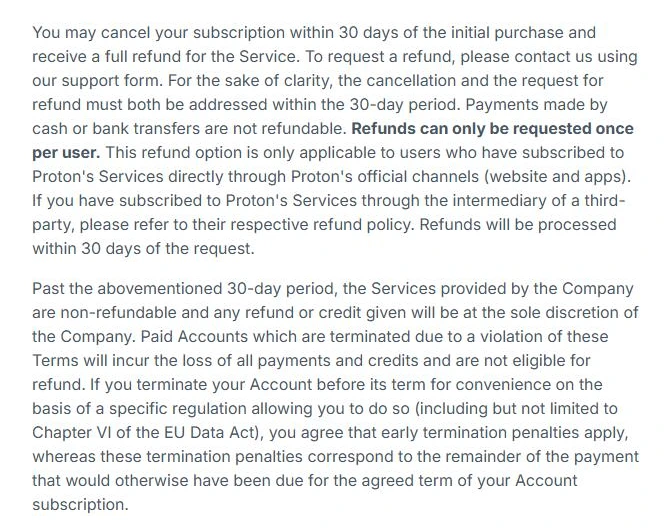 You may cancel your subscription within 30 days of the initial purchase and
receive a full refund for the Service. To request a refund, please contact us using
our support form. For the sake of clarity, the cancellation and the request for
refund must both be addressed within the 30-day period. Payments made by
cash or bank transfers are not refundable. Refunds can only be requested once
per user. This refund option is only applicable to users who have subscribed to
Proton's Services directly through Proton's official channels (website and apps).
If you have subscribed to Proton's Services through the intermediary of a third-
party, please refer to their respective refund policy. Refunds will be processed
within 30 days of the request.
Past the abovementioned 30-day period, the Services provided by the Company
are non-refundable and any refund or credit given will be at the sole discretion of
the Company. Paid Accounts which are terminated due to a violation of these
Terms will incur the loss of all payments and credits and are not eligible for
refund. If you terminate your Account before its term for convenience on the
basis of a specific regulation allowing you to do so (including but not limited to
Chapter VI of the EU Data Act), you agree that early termination penalties apply,
whereas these termination penalties correspond to the remainder of the payment
that would otherwise have been due for the agreed term of your Account
subscription.